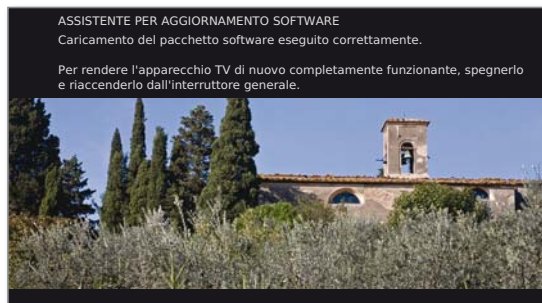 ASSISTENTE PER AGGIORNAMENTO SOFTWARE
Caricamento del pacchetto software eseguito correttamente.
Per rendere l'apparecchio TV di nuovo completamente funzionante, spegnerlo
e riaccenderlo dall'interruttore generale.